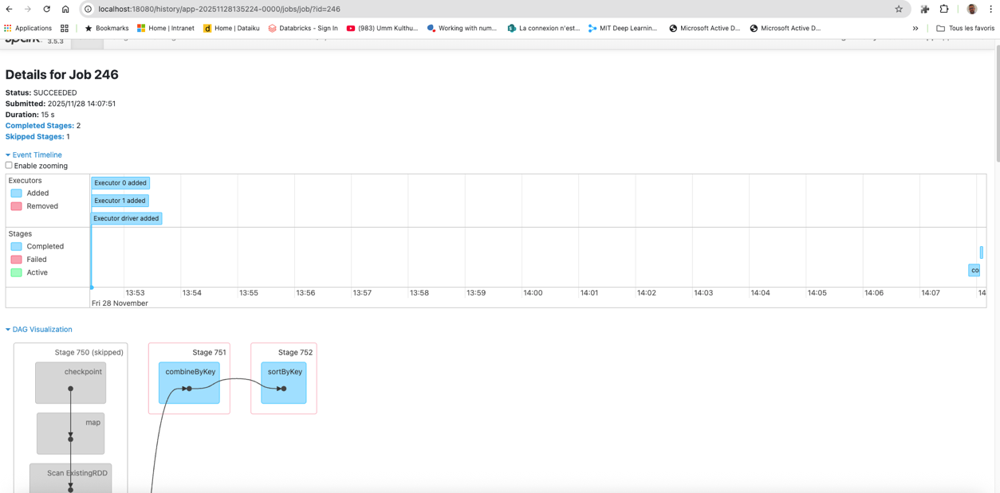 localhost:18080/history/app-20251128135224-0000/jobs/job/?id=246
Applications Bookmarks Home | Intranet Home | Dataiku Databricks - Sign In (983) Umm Kulthu... Working with num... La connexion n'est... MIT Deep Learnin... Microsoft Active D... Microsoft Active D... » Tous les favoris
3.5.3
Details for Job 246
Status: SUCCEEDED
Submitted: 2025/11/28 14:07:51
Duration: 15 s
Completed Stages: 2
Skipped Stages: 1
Event Timeline
Enable zooming
Executors
Added
Removed
Executor 0 added
Executor 1 added
Executor driver added
Stages
Completed
Failed
Active
co
13:53 13:54 13:55 13:56 13:57 13:58 13:59 14:00 14:01 14:02 14:03 14:04 14:05 14:06 14:07 14
Fri 28 November
DAG Visualization
Stage 750 (skipped)
checkpoint
map
Scan ExistingRDD
Stage 751
combineByKey
Stage 752
sortByKey